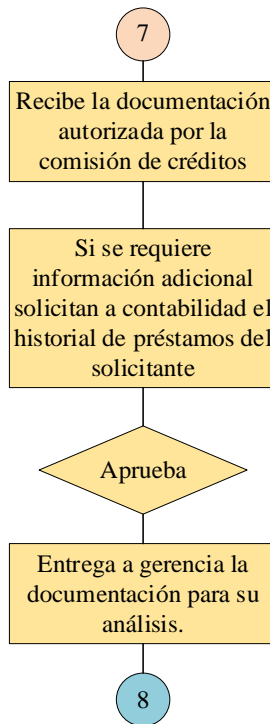 7
Recibe la documentación
autorizada por la
comisión de créditos
Si se requiere
información adicional
solicitan a contabilidad el
historial de préstamos del
solicitante
Aprueba
Entrega a gerencia la
documentación para su
análisis.
8